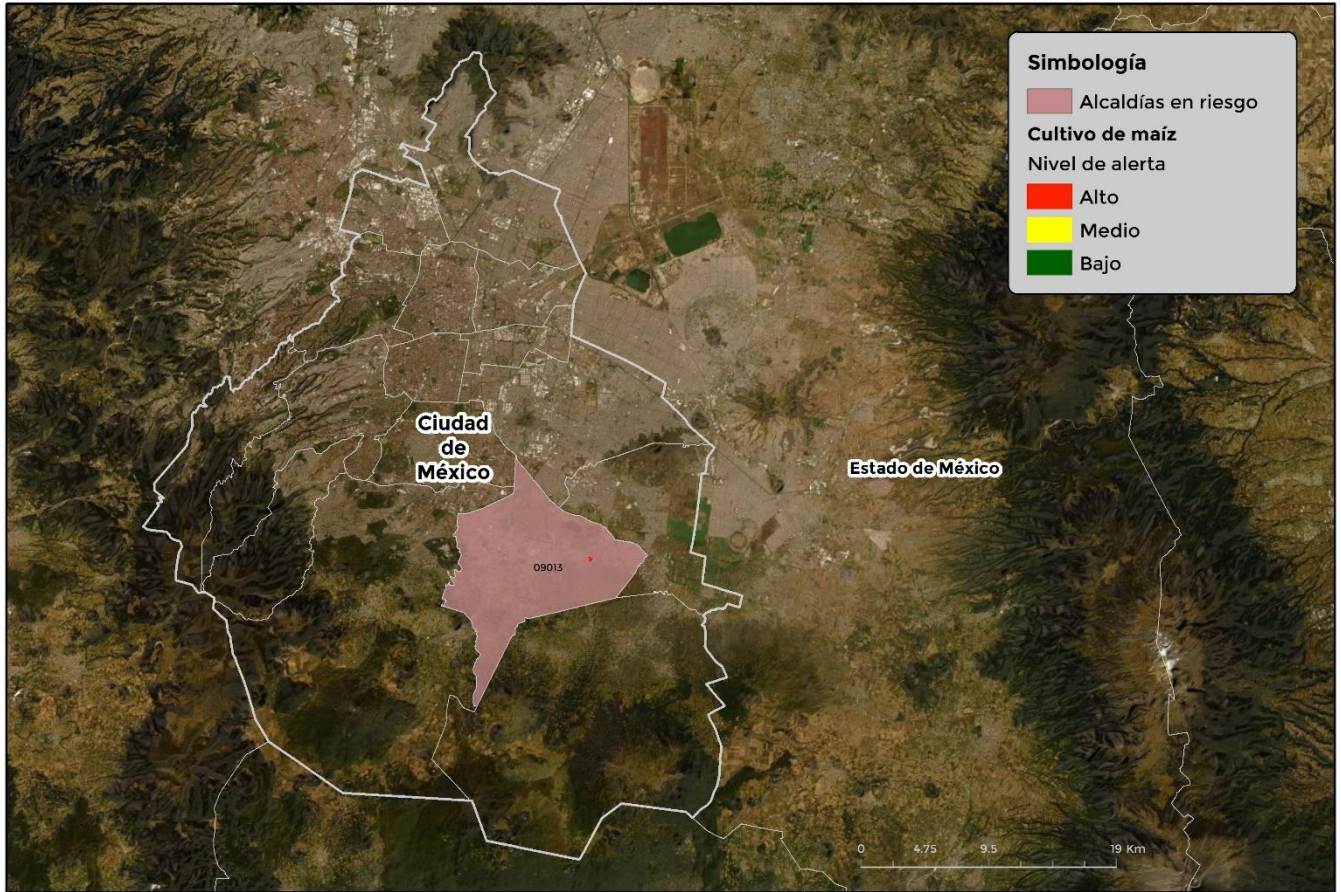 Simbología
Alcaldías en riesgo
Cultivo de maíz
Nivel de alerta
Alto
Medio
Bajo
Ciudad
de
México
Estado de México
09013
0 4.75 9.5 19 Km